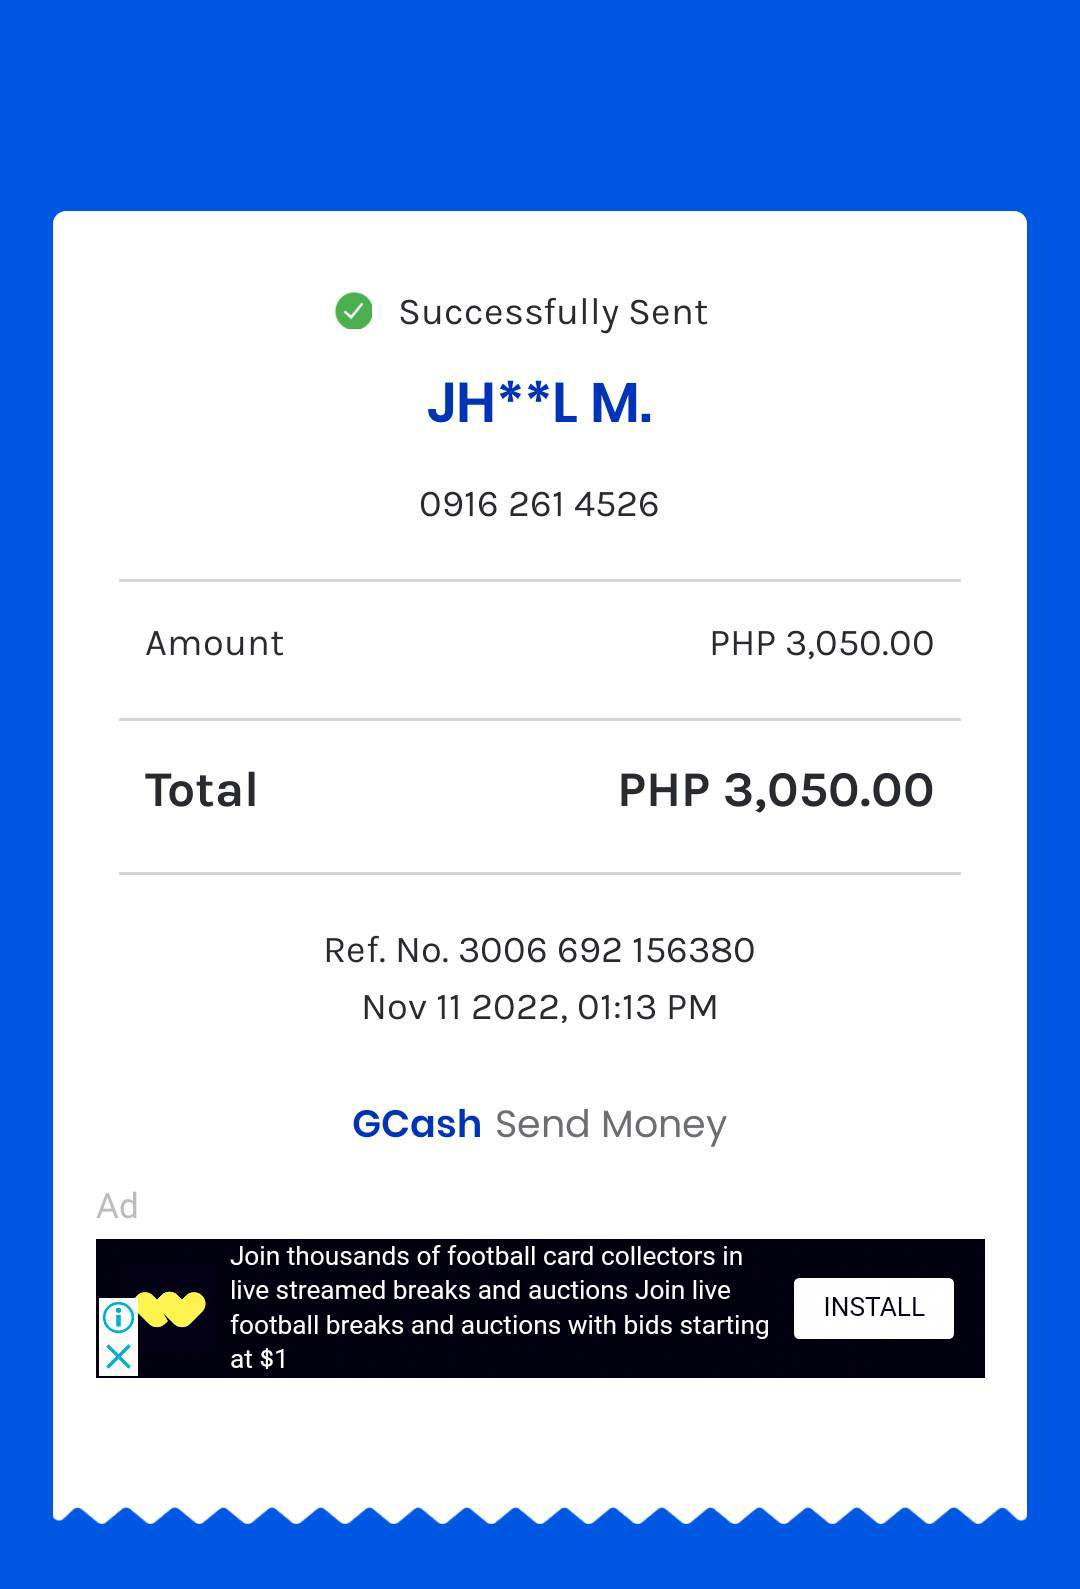 Successfully Sent
JH**L M.
0916 261 4526
Amount PHP 3,050.00
Total PHP 3,050.00
Ref. No. 3006 692 156380
Nov 11 2022, 01:13 PM
GCash Send Money
Ad
Join thousands of football card collectors in
live streamed breaks and auctions Join live
football breaks and auctions with bids starting
at $1
INSTALL